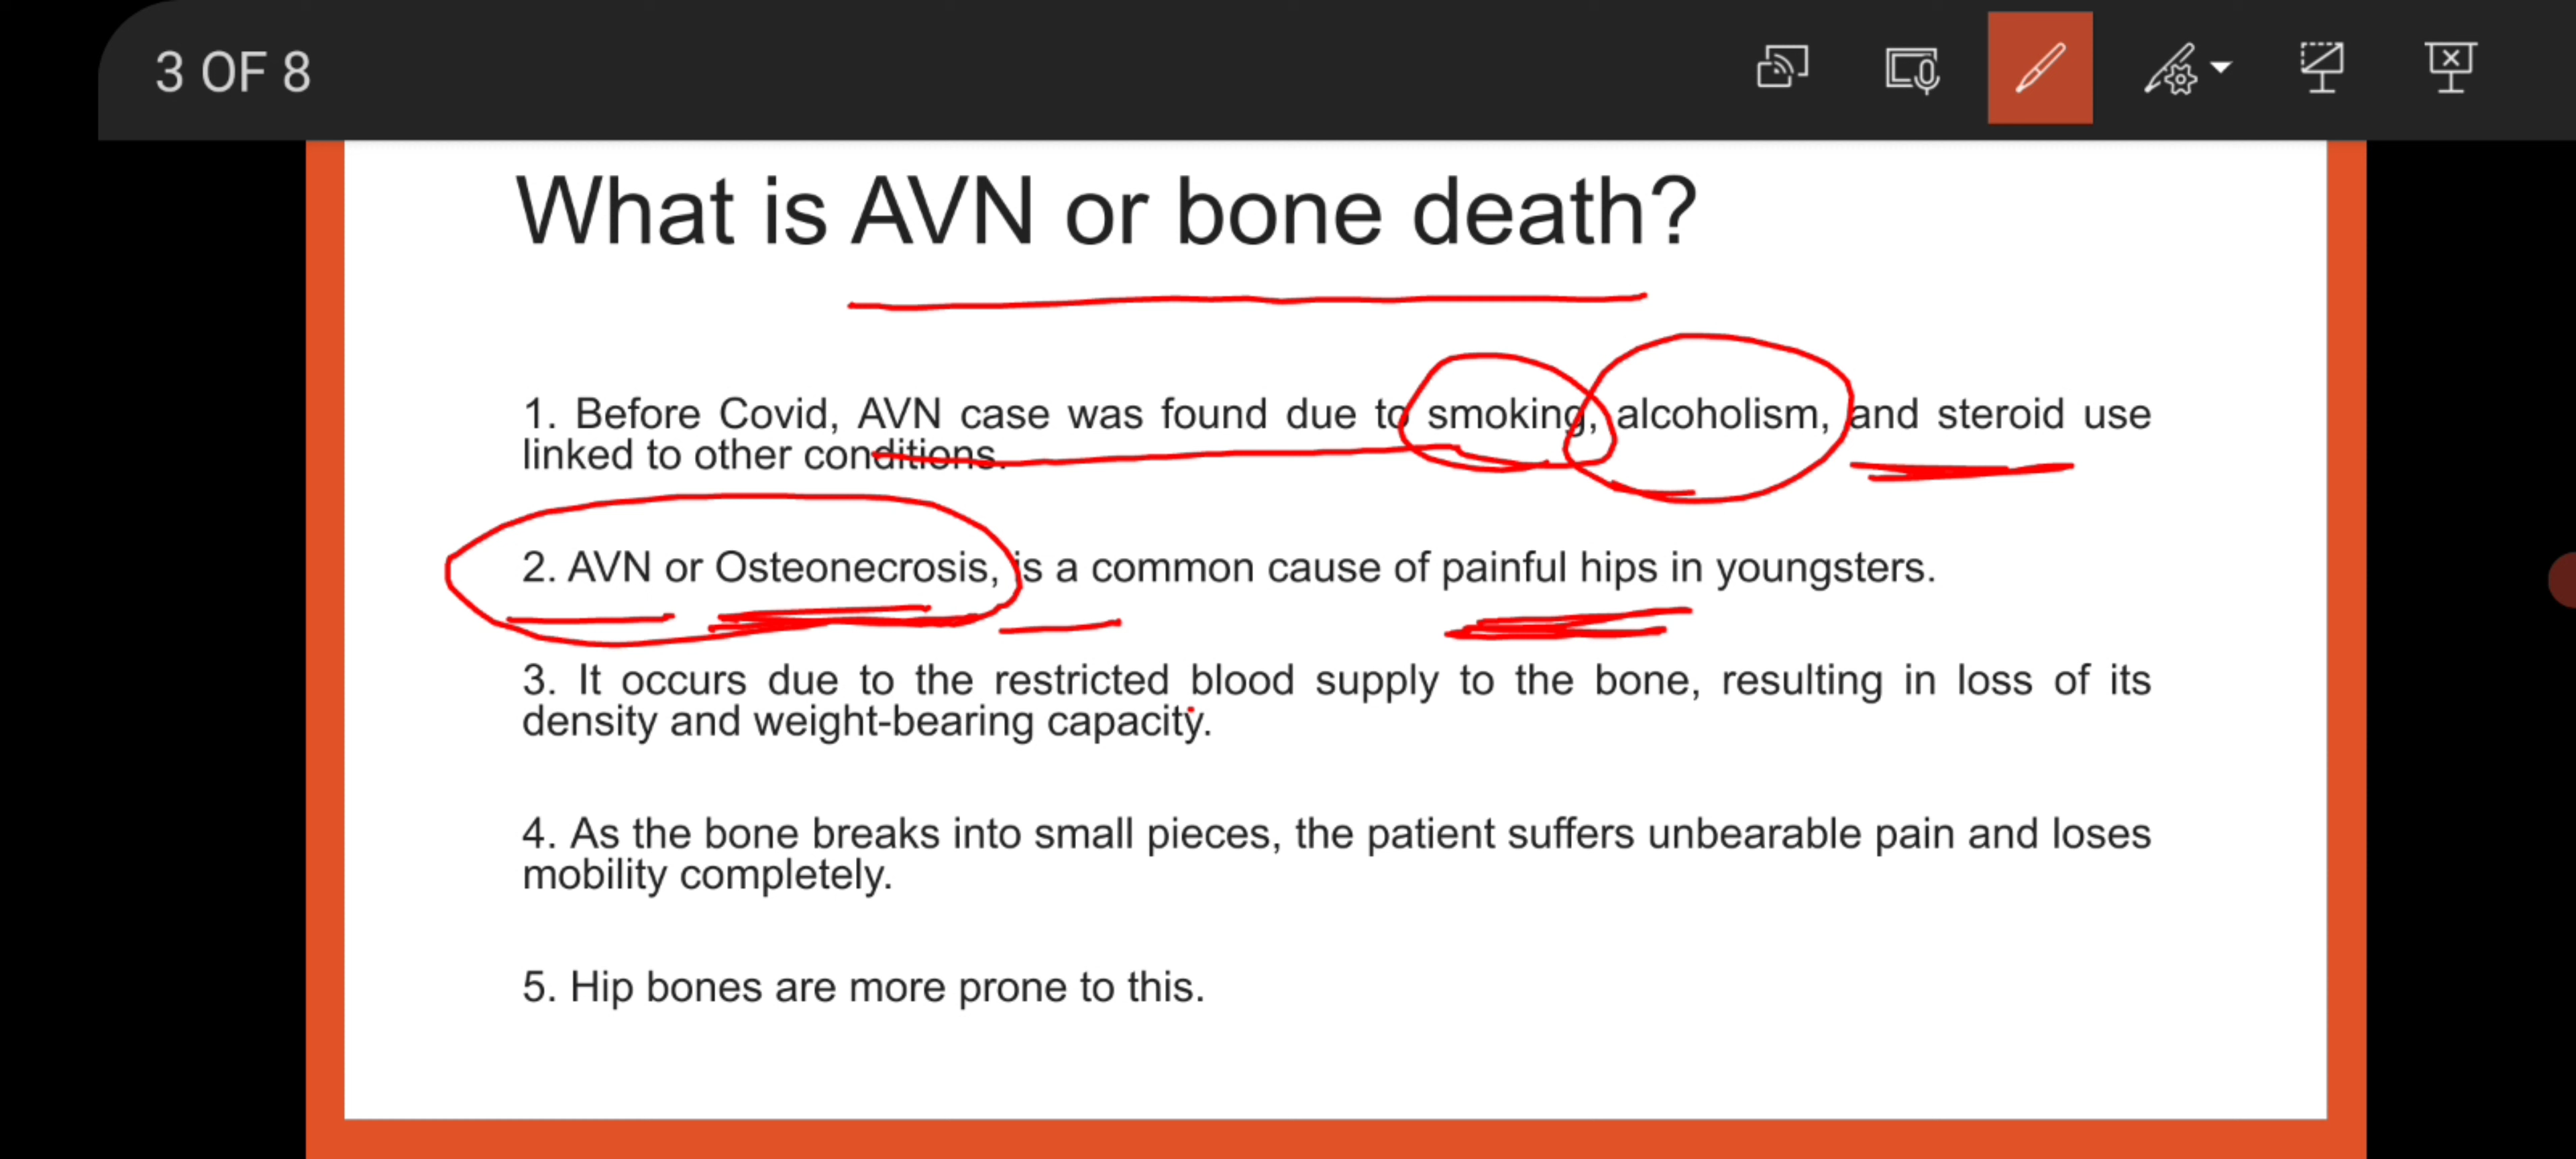 3 OF 8
What is AVN or bone death?
1. Before Covid, AVN case was found due to smoking, alcoholism, and steroid use
linked to other conditions.
2. AVN or Osteonecrosis, is a common cause of painful hips in youngsters.
3. It occurs due to the restricted blood supply to the bone, resulting in loss of its
density and weight-bearing capacity.
4. As the bone breaks into small pieces, the patient suffers unbearable pain and loses
mobility completely.
5. Hip bones are more prone to this.